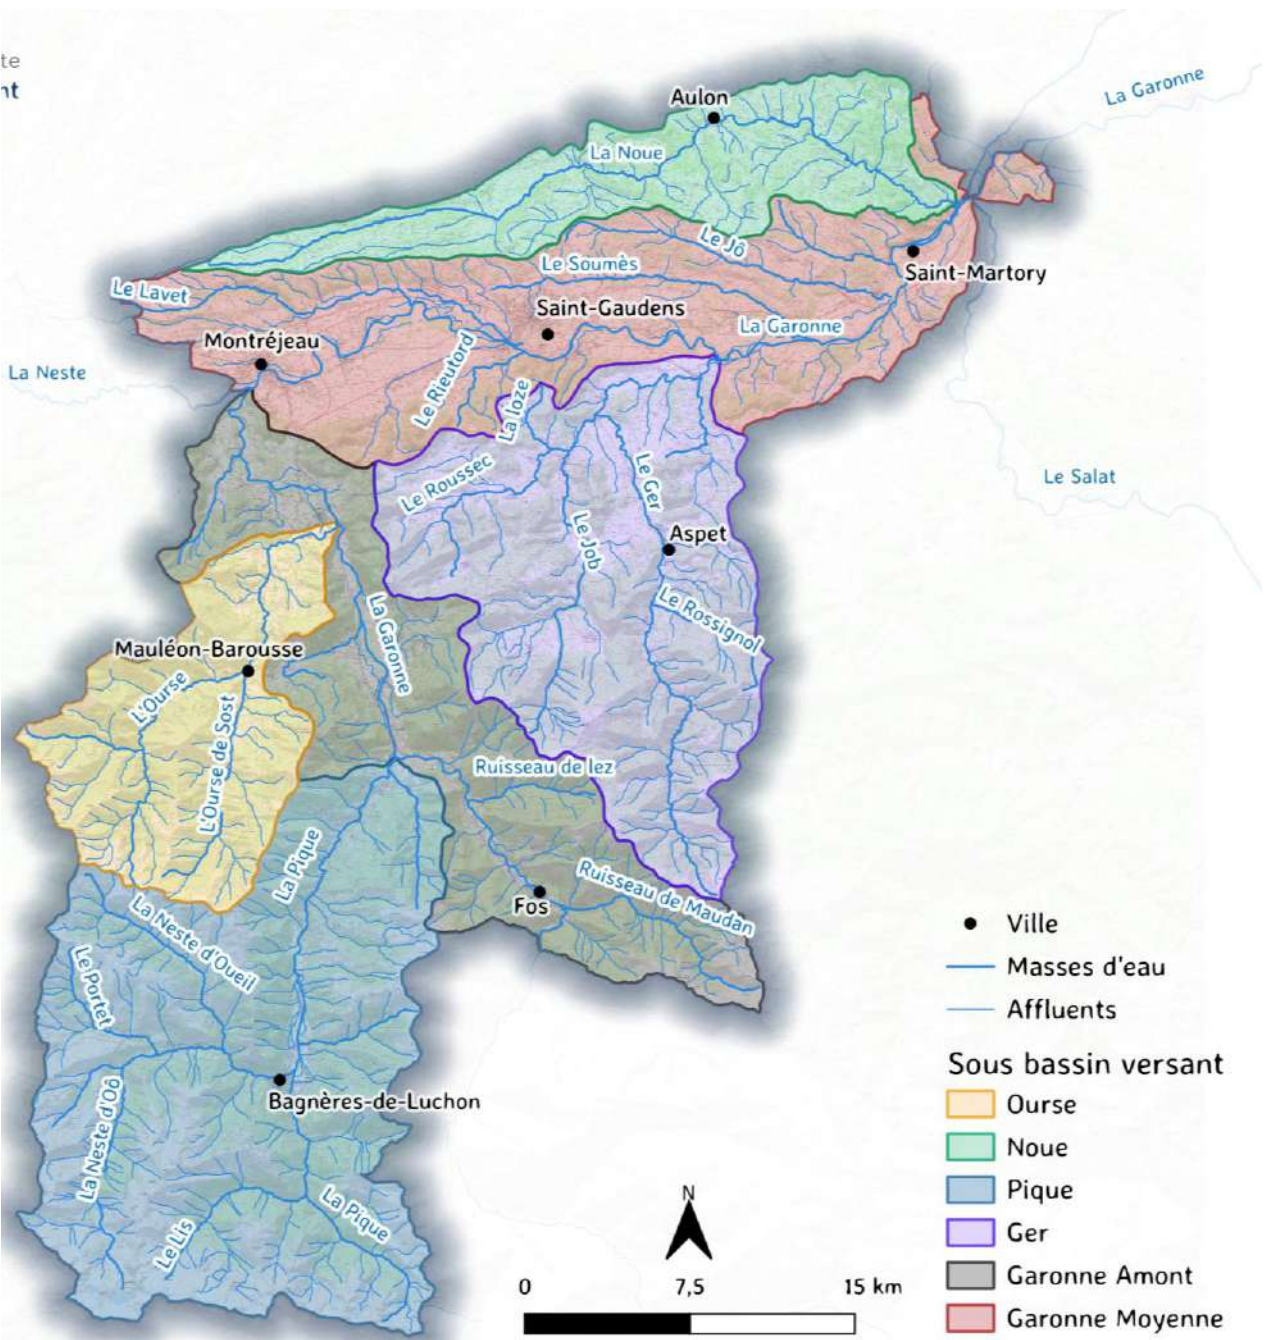 te
nt
La Garonne
Aulon
La Noue
Le Jô
Le Soumès
Saint-Martory
Le Lavet
Saint-Gaudens
La Garonne
Montréjeau
La Neste
Le Rieutord
La Ioze
Le Roussec
Le Ger
Le Salat
Le Job
Aspet
Le Rossignol
La Garonne
Mauléon-Barousse
L'Ourse
L'Ourse de Sost
Ruisseau de lez
La Pique
Ruisseau de Maudan
Fos
La Neste d'Oueil
Le Portet
La Neste d'Oô
Bagnères-de-Luchon
La Pique
Le Lis
N
0 7,5 15 km
Ville
Masses d'eau
Affluents
Sous bassin versant
Ourse
Noue
Pique
Ger
Garonne Amont
Garonne Moyenne